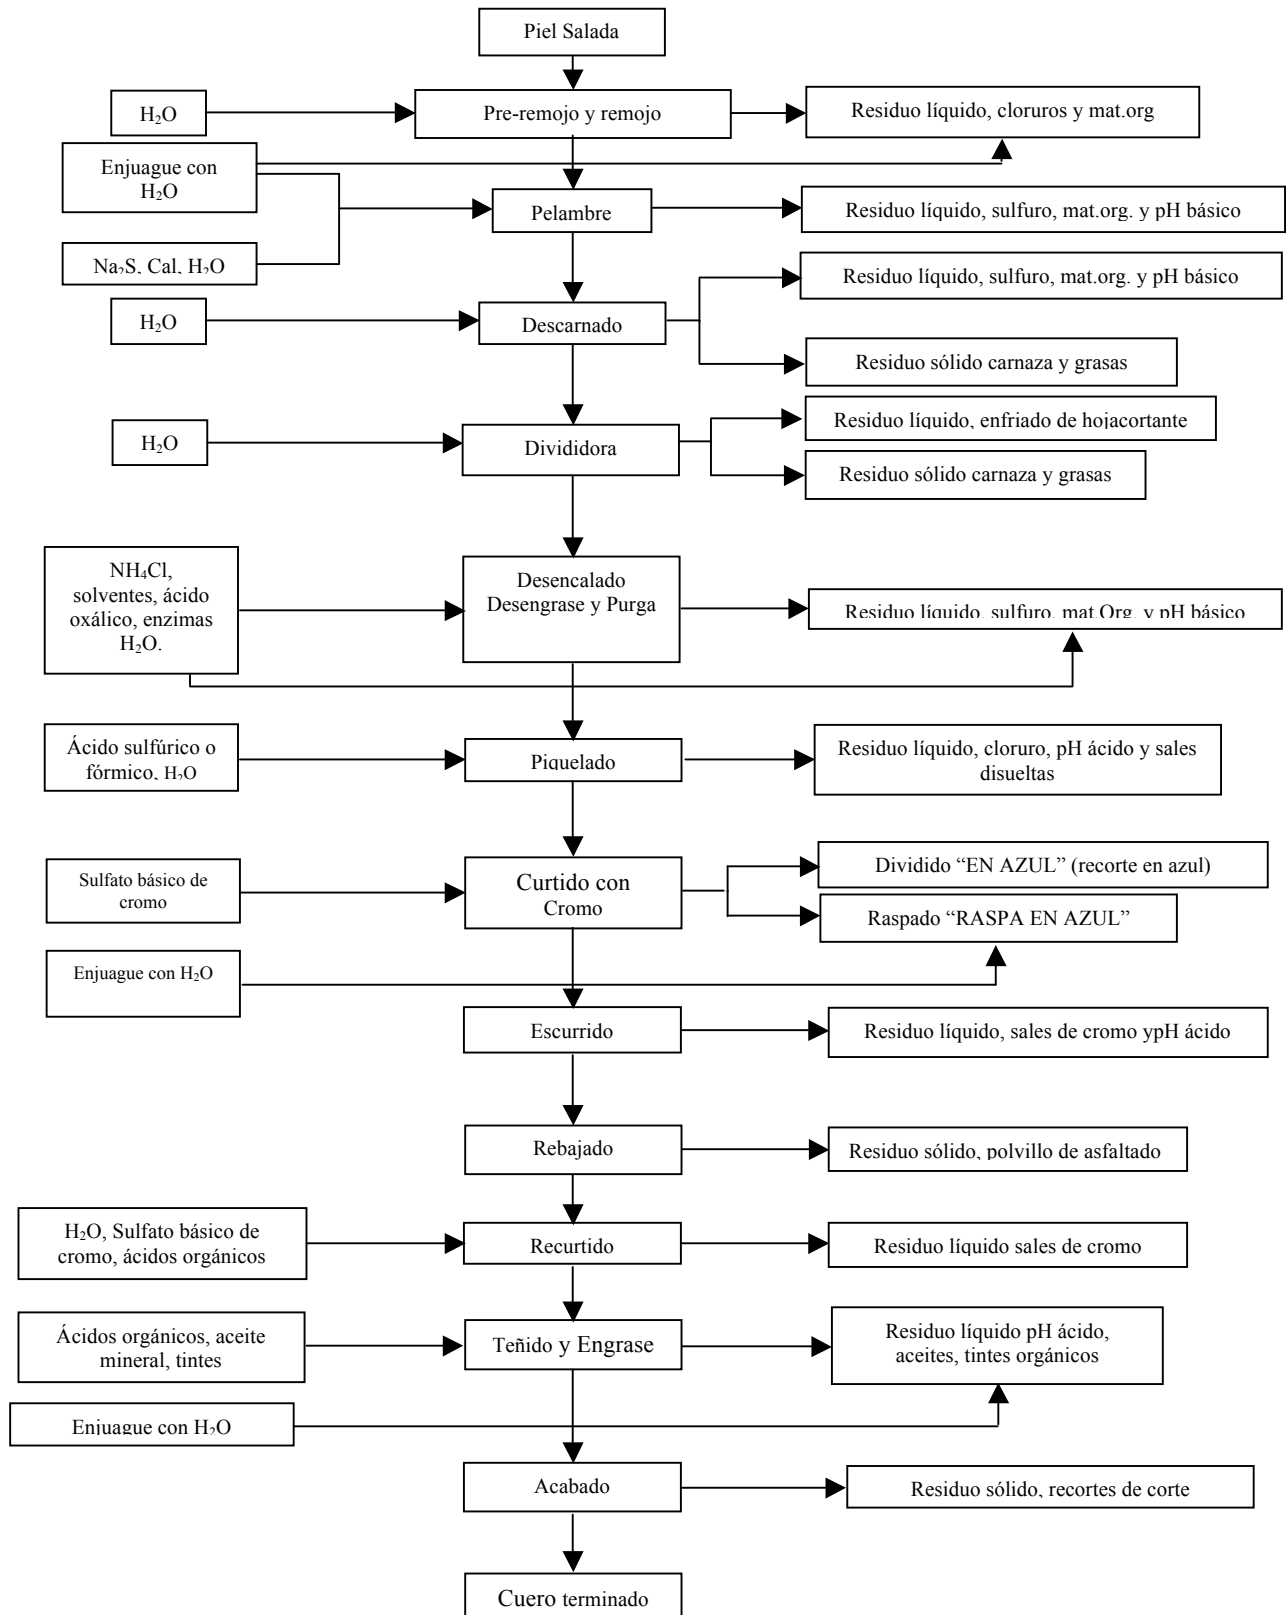 Piel Salada
H₂O
Pre-remojo y remojo
Residuo líquido, cloruros y mat.org
Enjuague con
H₂O
Pelambre
Residuo líquido, sulfuro, mat.org. y pH básico
Na₂S, Cal, H₂O
Residuo líquido, sulfuro, mat.org. y pH básico
H₂O
Descarnado
Residuo sólido carnaza y grasas
Residuo líquido, enfriado de hojacortante
H₂O
Divididora
Residuo sólido carnaza y grasas
NH₄Cl,
solventes, ácido
oxálico, enzimas
H₂O.
Desencalado
Desengrase y Purga
Residuo líquido, sulfuro, mat.Org. y pH básico
Ácido sulfúrico o
fórmico, H₂O
Piquelado
Residuo líquido, cloruro, pH ácido y sales
disueltas
Sulfato básico de
cromo
Curtido con
Cromo
Dividido “EN AZUL” (recorte en azul)
Raspado “RASPA EN AZUL”
Enjuague con H₂O
Escurrido
Residuo líquido, sales de cromo ypH ácido
Rebajado
Residuo sólido, polvillo de asfaltado
H₂O, Sulfato básico de
cromo, ácidos orgánicos
Recurtido
Residuo líquido sales de cromo
Ácidos orgánicos, aceite
mineral, tintes
Teñido y Engrase
Residuo líquido pH ácido,
aceites, tintes orgánicos
Enjuague con H₂O
Acabado
Residuo sólido, recortes de corte
Cuero terminado